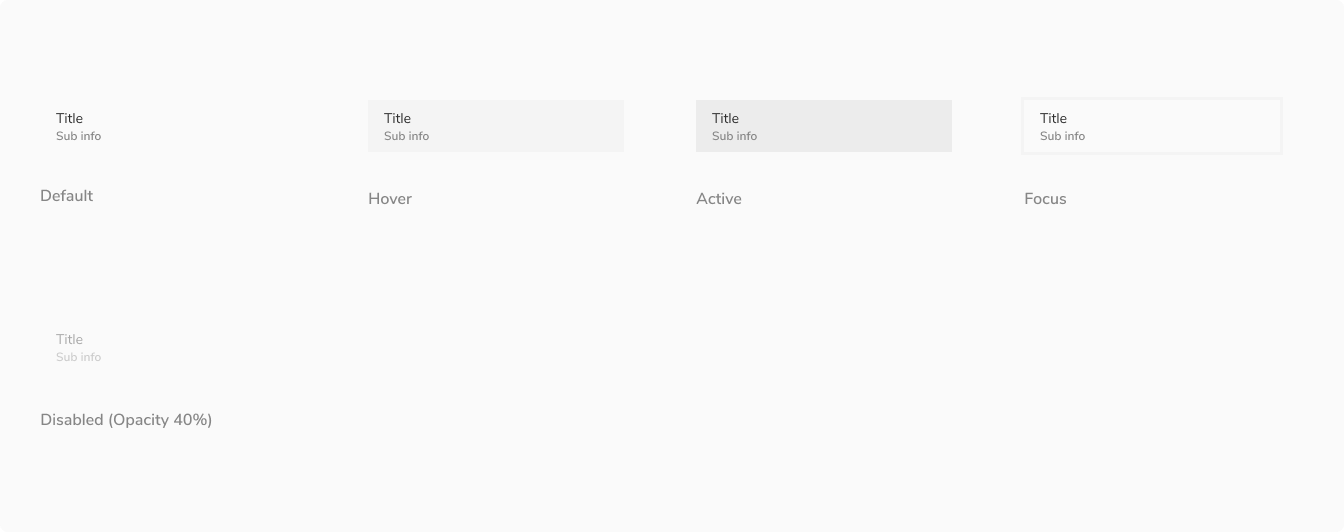 Title
Sub info
Default
Title
Sub info
Hover
Title
Sub info
Active
Title
Sub info
Focus
Title
Sub info
Disabled (Opacity 40%)